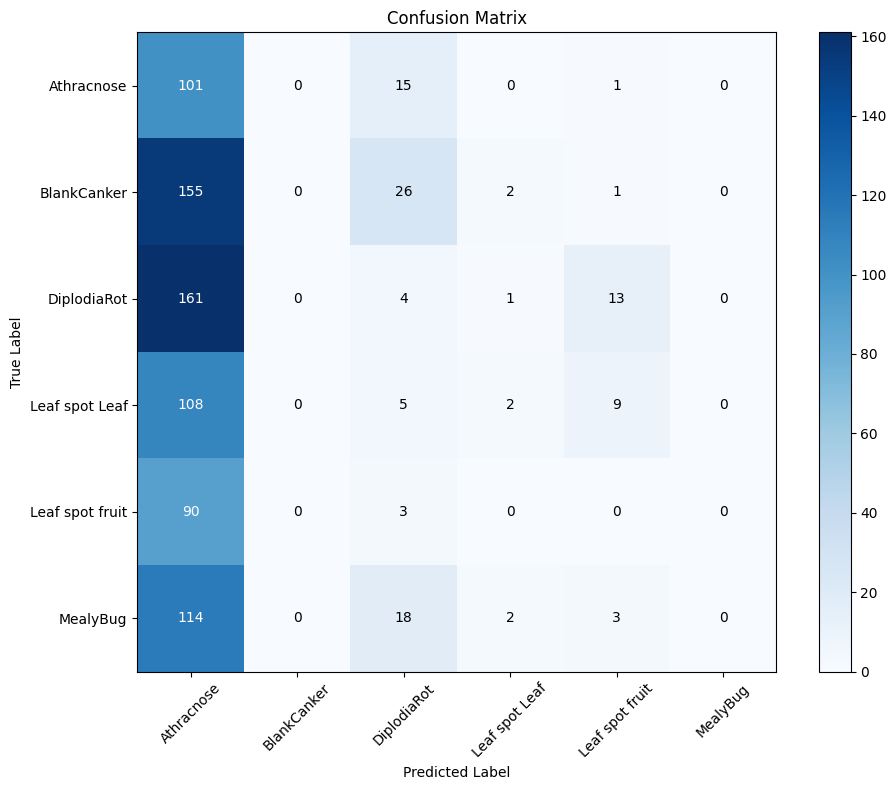 Confusion Matrix
True Label
Athracnose 101 0 15 0 1 0
BlankCanker 155 0 26 2 1 0
DiplodiaRot 161 0 4 1 13 0
Leaf spot Leaf 108 0 5 2 9 0
Leaf spot fruit 90 0 3 0 0 0
MealyBug 114 0 18 2 3 0
Athracnose BlankCanker DiplodiaRot Leaf spot Leaf Leaf spot fruit MealyBug
Predicted Label
160
140
120
100
80
60
40
20
0